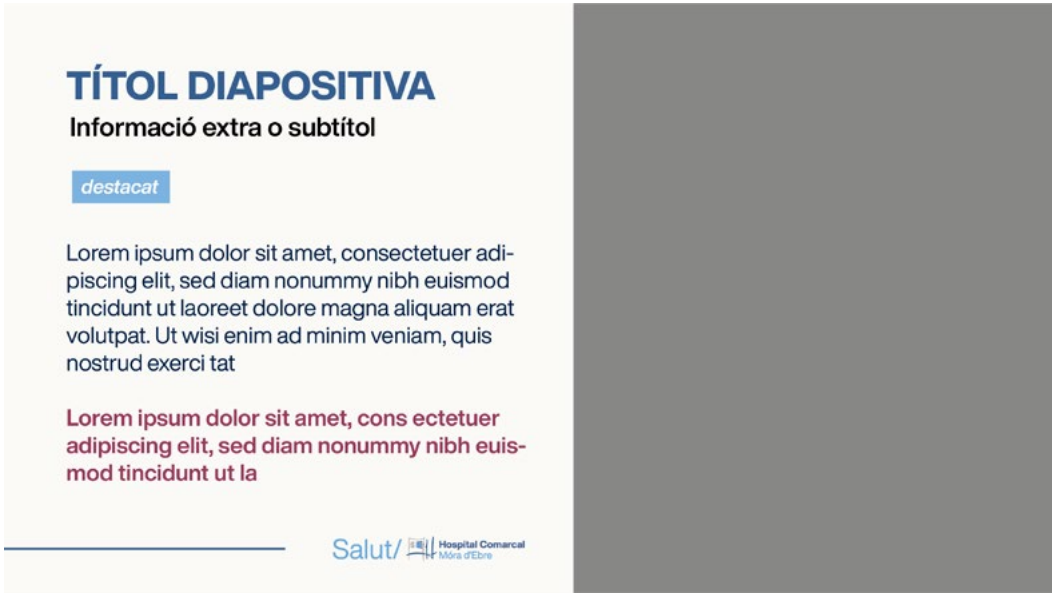 TÍTOL DIAPOSITIVA
Informació extra o subtítol
destacat
Lorem ipsum dolor sit amet, consectetuer adi-
piscing elit, sed diam nonummy nibh euismod
tincidunt ut laoreet dolore magna aliquam erat
volutpat. Ut wisi enim ad minim veniam, quis
nostrud exerci tat
Lorem ipsum dolor sit amet, cons ectetuer
adipiscing elit, sed diam nonummy nibh euis-
mod tincidunt ut la
Salut/ Hospital Comarcal
Móra d'Ebre